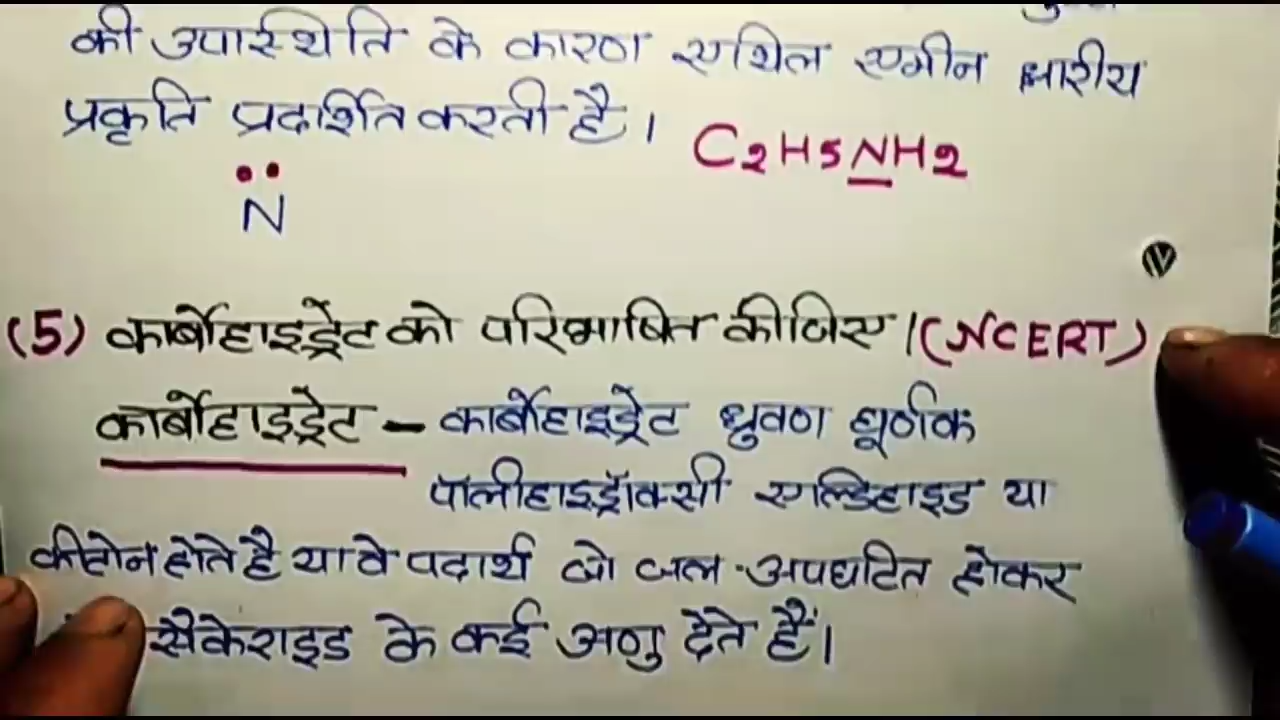 की उपस्थिति के कारण एथिल एमीन क्षारीय
प्रकृति प्रदर्शित करती है।
C2H5NH2
N
(5) कार्बोहाइड्रेट को परिभाषित कीजिए। (NCERT)
कार्बोहाइड्रेट – कार्बोहाइड्रेट ध्रुवण घूर्णक
पॉलीहाइड्रॉक्सी एल्डिहाइड या
कीटोन होते है या वे पदार्थ जो जल अपघटित होकर
सैकेराइड के कई अणु देते हैं।